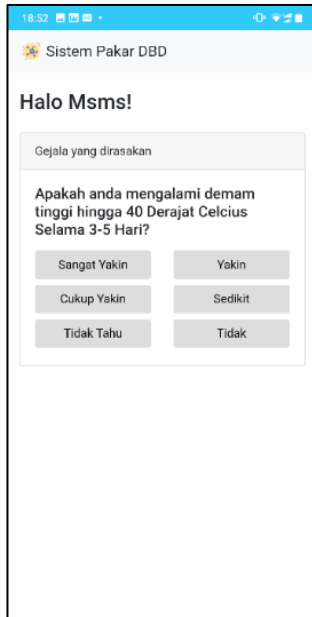 18:52
Sistem Pakar DBD
Halo Msms!
Gejala yang dirasakan
Apakah anda mengalami demam
tinggi hingga 40 Derajat Celcius
Selama 3-5 Hari?
Sangat Yakin Yakin
Cukup Yakin Sedikit
Tidak Tahu Tidak